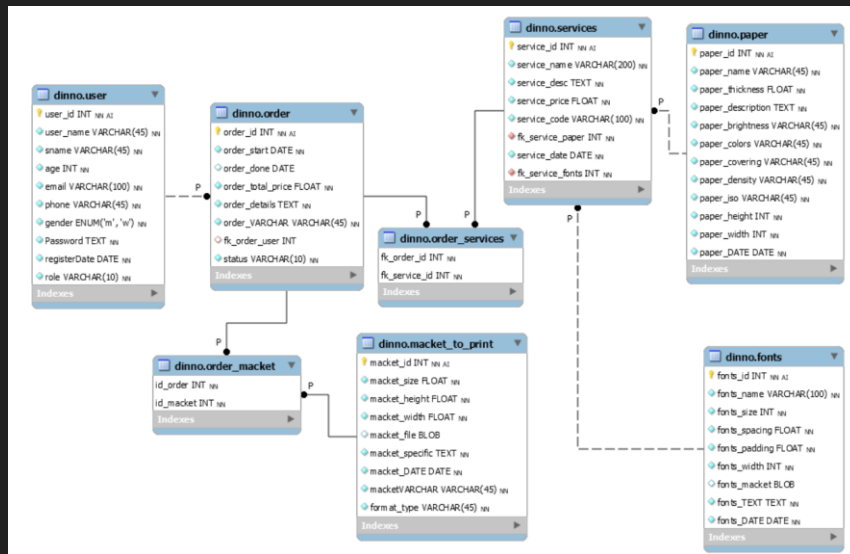 dinno.user
user_id INT NN AI
user_name VARCHAR(45) NN
sname VARCHAR(45) NN
age INT NN
email VARCHAR(100) NN
phone VARCHAR(45) NN
gender ENUM('m', 'w') NN
Password TEXT NN
registerDate DATE NN
role VARCHAR(10) NN
Indexes
P
dinno.order
order_id INT NN AI
order_start DATE NN
order_done DATE
order_total_price FLOAT NN
order_details TEXT NN
order_VARCHAR VARCHAR(45) NN
fk_order_user INT
status VARCHAR(10) NN
Indexes
P
P
dinno.order_services
fk_order_id INT NN
fk_service_id INT NN
Indexes
dinno.services
service_id INT NN AI
service_name VARCHAR(200) NN
service_desc TEXT NN
service_price FLOAT NN
service_code VARCHAR(100) NN
fk_service_paper INT NN
service_date DATE NN
fk_service_fonts INT NN
Indexes
P
P
dinno.paper
paper_id INT NN AI
paper_name VARCHAR(45) NN
paper_thickness FLOAT NN
paper_description TEXT NN
paper_brightness VARCHAR(45) NN
paper_colors VARCHAR(45) NN
paper_covering VARCHAR(45) NN
paper_density VARCHAR(45) NN
paper_iso VARCHAR(45) NN
paper_height INT NN
paper_width INT NN
paper_DATE DATE NN
Indexes
P
dinno.order_macket
id_order INT NN
id_macket INT NN
Indexes
P
dinno.macket_to_print
macket_id INT NN AI
macket_size FLOAT NN
macket_height FLOAT NN
macket_width FLOAT NN
macket_file BLOB
macket_specific TEXT NN
macket_DATE DATE NN
macketVARCHAR VARCHAR(45) NN
format_type VARCHAR(45) NN
Indexes
dinno.fonts
fonts_id INT NN AI
fonts_name VARCHAR(100) NN
fonts_size INT NN
fonts_spacing FLOAT NN
fonts_padding FLOAT NN
fonts_width INT NN
fonts_macket BLOB
fonts_TEXT TEXT NN
fonts_DATE DATE NN
Indexes